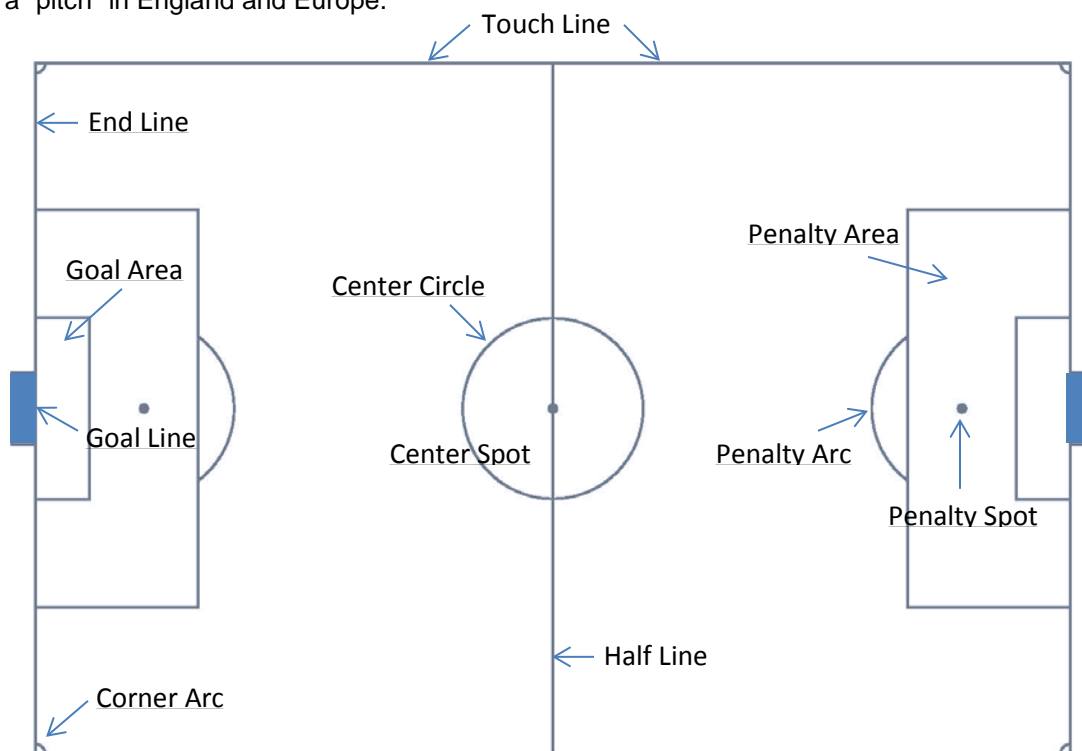 a "pitch" in England and Europe.
Touch Line
End Line
Penalty Area
Goal Area
Center Circle
Goal Line
Center Spot
Penalty Arc
Penalty Spot
Half Line
Corner Arc